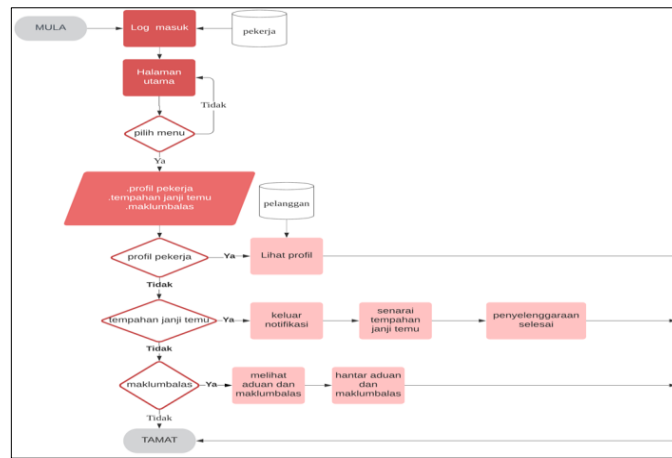 MULA
Log masuk
pekerja
Halaman
utama
Tidak
pilih menu
Ya
.profil pekerja
.tempahan janji temu
.maklumbalas
pelanggan
profil pekerja
Ya
Lihat profil
Tidak
tempahan janji temu
Ya
keluar
notifikasi
senarai
tempahan
janji temu
penyelenggaraan
selesai
Tidak
maklumbalas
Ya
melihat
aduan dan
maklumbalas
hantar aduan
dan
maklumbalas
Tidak
TAMAT